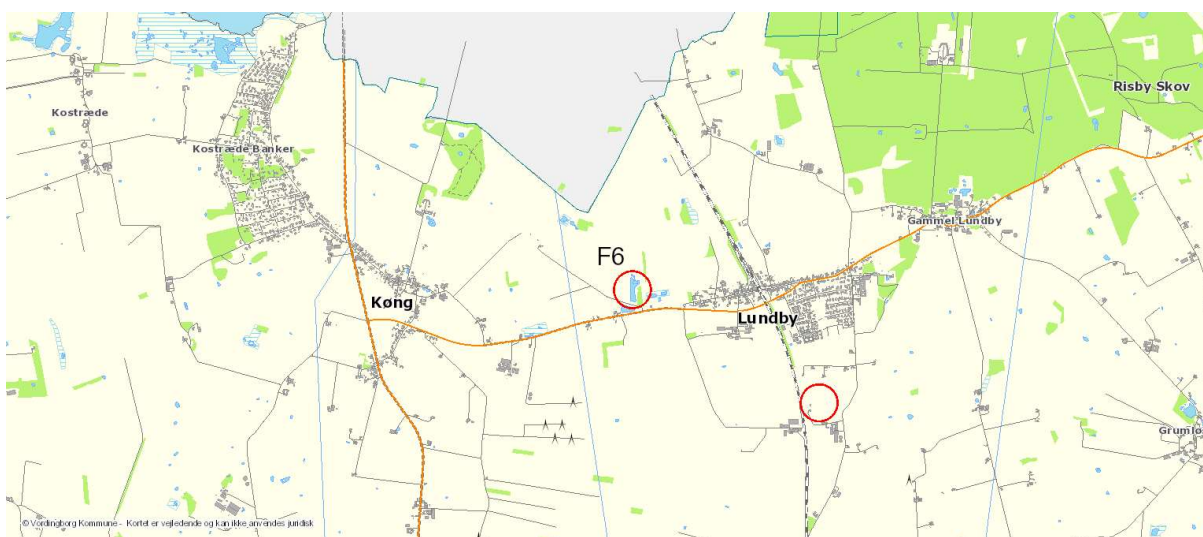 Risby Skov
Kostræde
Kostræde Banker
Gammel Lundby
F6
Køng
Lundby
Grumlo
© Vordingborg Kommune - Kortet er vejledende og kan ikke anvendes juridisk